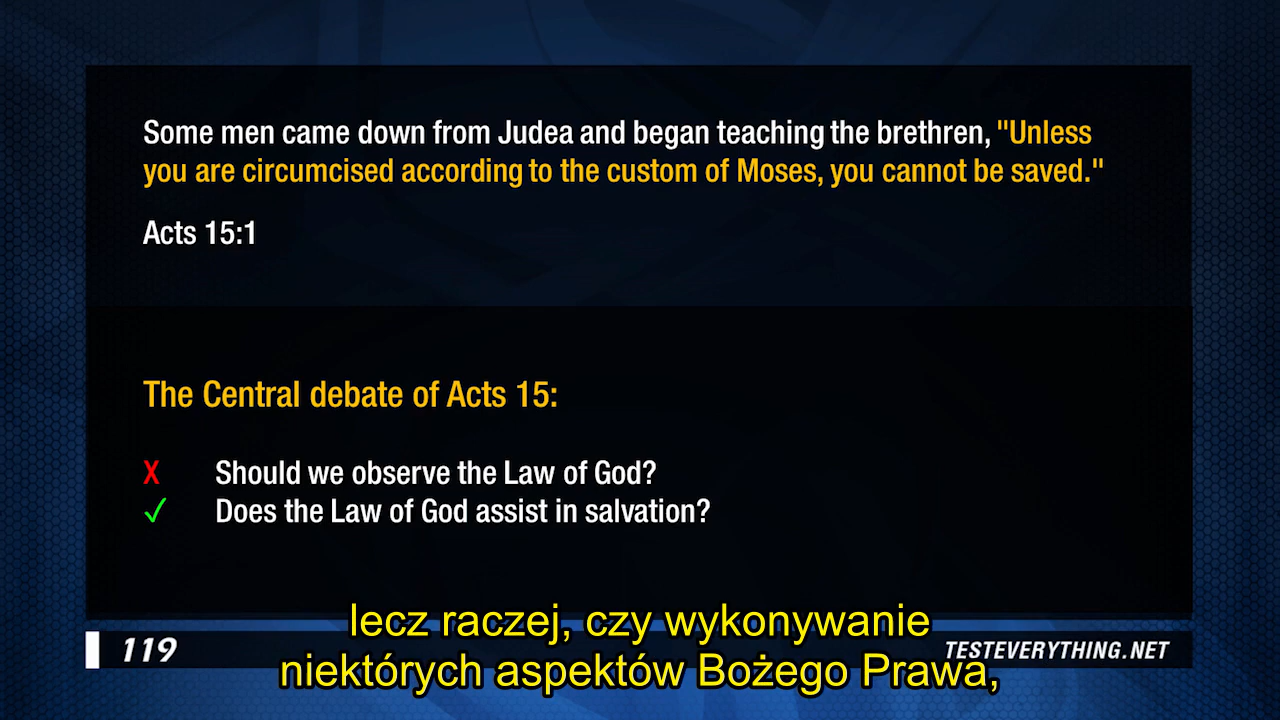 Some men came down from Judea and began teaching the brethren, "Unless
you are circumcised according to the custom of Moses, you cannot be saved."
Acts 15:1
The Central debate of Acts 15:
X Should we observe the Law of God?
✓ Does the Law of God assist in salvation?
lecz raczej, czy wykonywanie
niektórych aspektów Bożego Prawa,
119
TESTEVERYTHING.NET